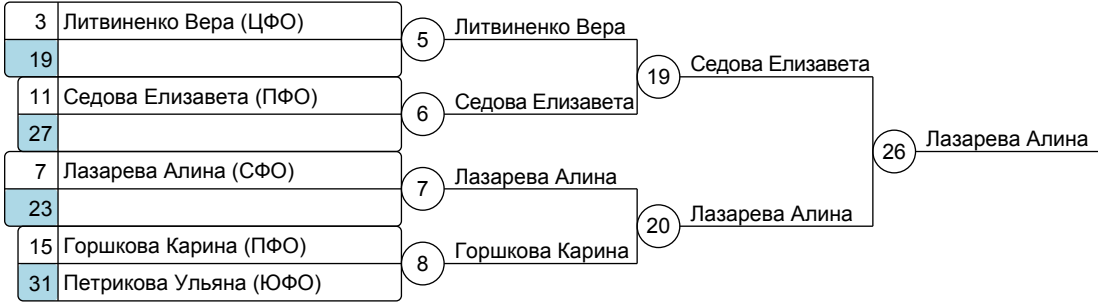 3 Литвиненко Вера (ЦФО)
19
11 Седова Елизавета (ПФО)
27
7 Лазарева Алина (СФО)
23
15 Горшкова Карина (ПФО)
31 Петрикова Ульяна (ЮФО)
5 Литвиненко Вера
6 Седова Елизавета
7 Лазарева Алина
8 Горшкова Карина
19 Седова Елизавета
20 Лазарева Алина
26 Лазарева Алина